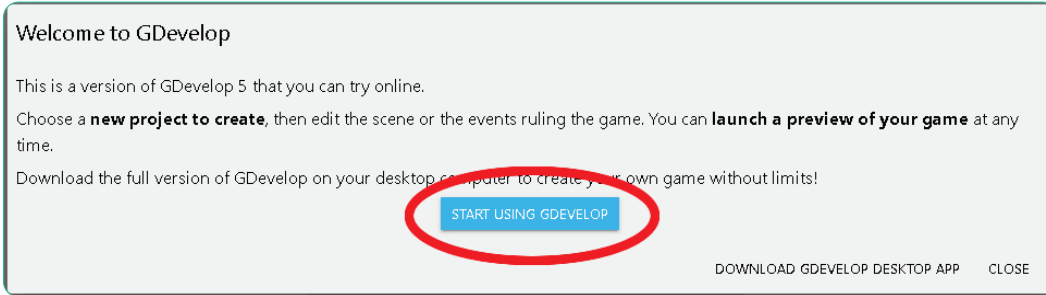 Welcome to GDevelop
This is a version of GDevelop 5 that you can try online.
Choose a new project to create, then edit the scene or the events ruling the game. You can launch a preview of your game at any
time.
Download the full version of GDevelop on your desktop computer to create your own game without limits!
START USING GDEVELOP
DOWNLOAD GDEVELOP DESKTOP APP CLOSE